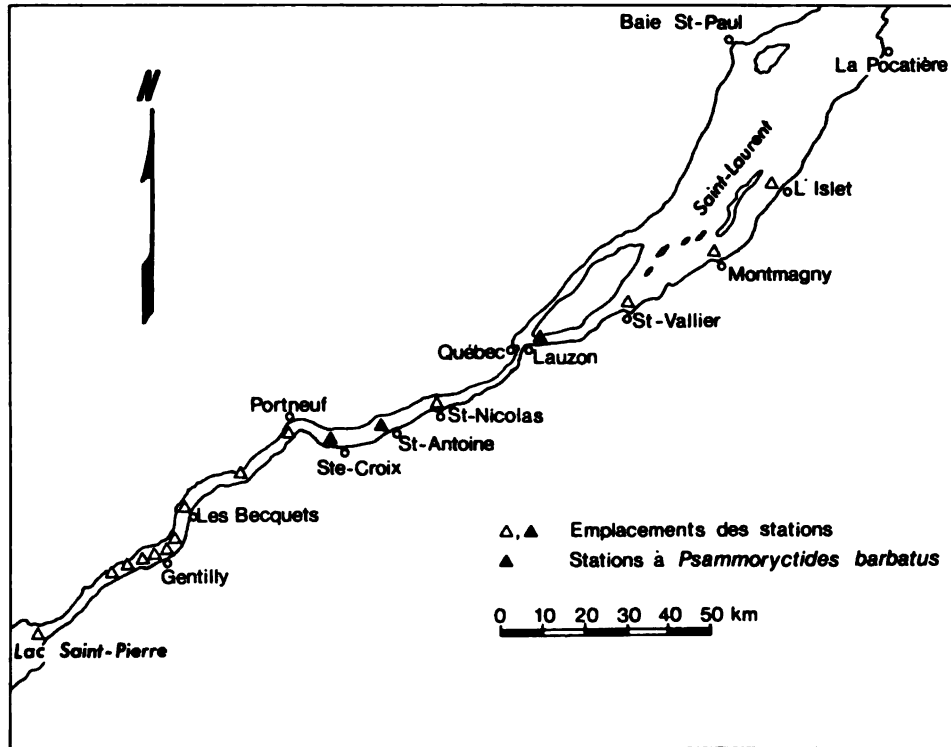 Baie St-Paul
La Pocatière
N
Saint-Laurent
L'Islet
Montmagny
St-Vallier
Québec
Lauzon
Portneuf
St-Nicolas
St-Antoine
Ste-Croix
Les Becquets
Gentilly
Lac Saint-Pierre
Emplacements des stations
Stations à Psammoryctides barbatus
0 10 20 30 40 50 km